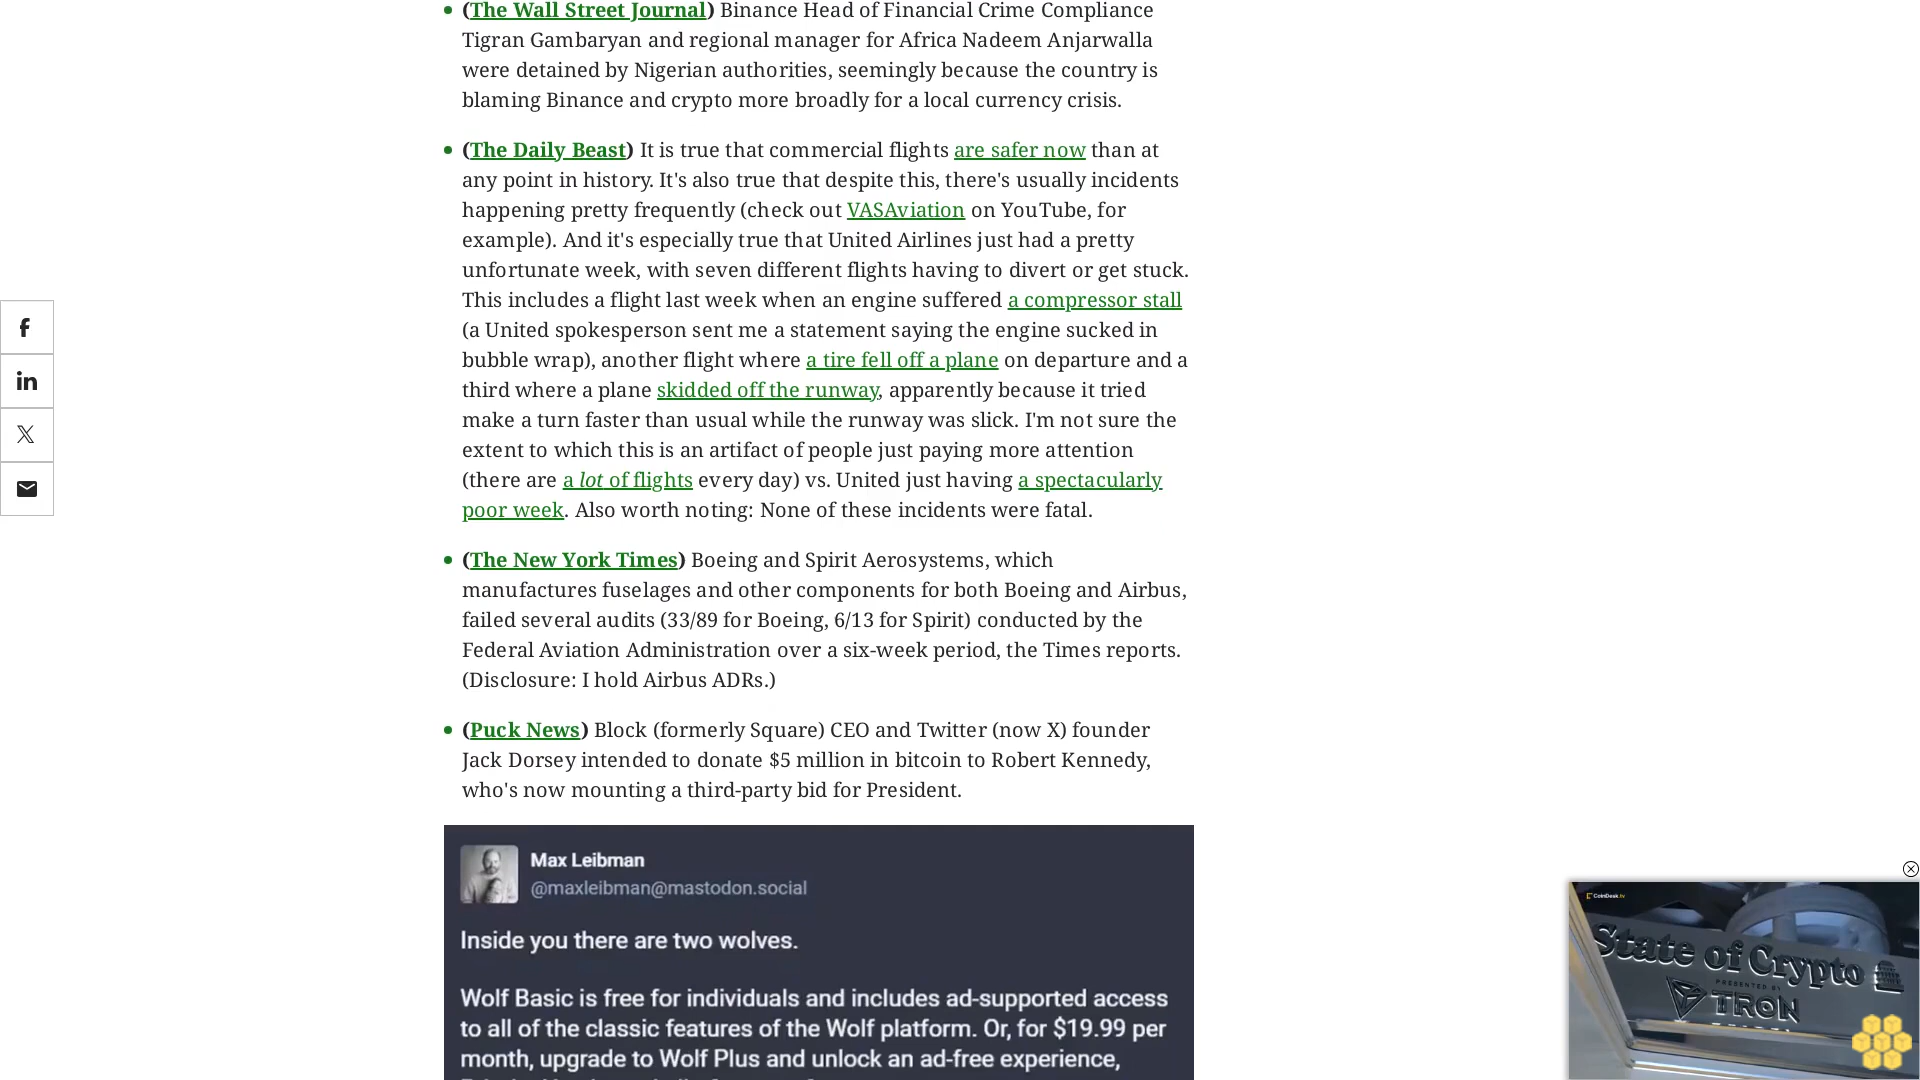 (The Wall Street Journal) Binance Head of Financial Crime Compliance
Tigran Gambaryan and regional manager for Africa Nadeem Anjarwalla
were detained by Nigerian authorities, seemingly because the country is
blaming Binance and crypto more broadly for a local currency crisis.
(The Daily Beast) It is true that commercial flights are safer now than at
any point in history. It's also true that despite this, there's usually incidents
happening pretty frequently (check out VASAviation on YouTube, for
example). And it's especially true that United Airlines just had a pretty
unfortunate week, with seven different flights having to divert or get stuck.
This includes a flight last week when an engine suffered a compressor stall
(a United spokesperson sent me a statement saying the engine sucked in
bubble wrap), another flight where a tire fell off a plane on departure and a
third where a plane skidded off the runway, apparently because it tried
make a turn faster than usual while the runway was slick. I'm not sure the
extent to which this is an artifact of people just paying more attention
(there are a lot of flights every day) vs. United just having a spectacularly
poor week. Also worth noting: None of these incidents were fatal.
(The New York Times) Boeing and Spirit Aerosystems, which
manufactures fuselages and other components for both Boeing and Airbus,
failed several audits (33/89 for Boeing, 6/13 for Spirit) conducted by the
Federal Aviation Administration over a six-week period, the Times reports.
(Disclosure: I hold Airbus ADRs.)
(Puck News) Block (formerly Square) CEO and Twitter (now X) founder
Jack Dorsey intended to donate $5 million in bitcoin to Robert Kennedy,
who's now mounting a third-party bid for President.
Max Leibman
@maxleibman@mastodon.social
Inside you there are two wolves.
Wolf Basic is free for individuals and includes ad-supported access
to all of the classic features of the Wolf platform. Or, for $19.99 per
month, upgrade to Wolf Plus and unlock an ad-free experience,
CoinDesk.tv
State of Crypto
PRESENTED BY
TRON